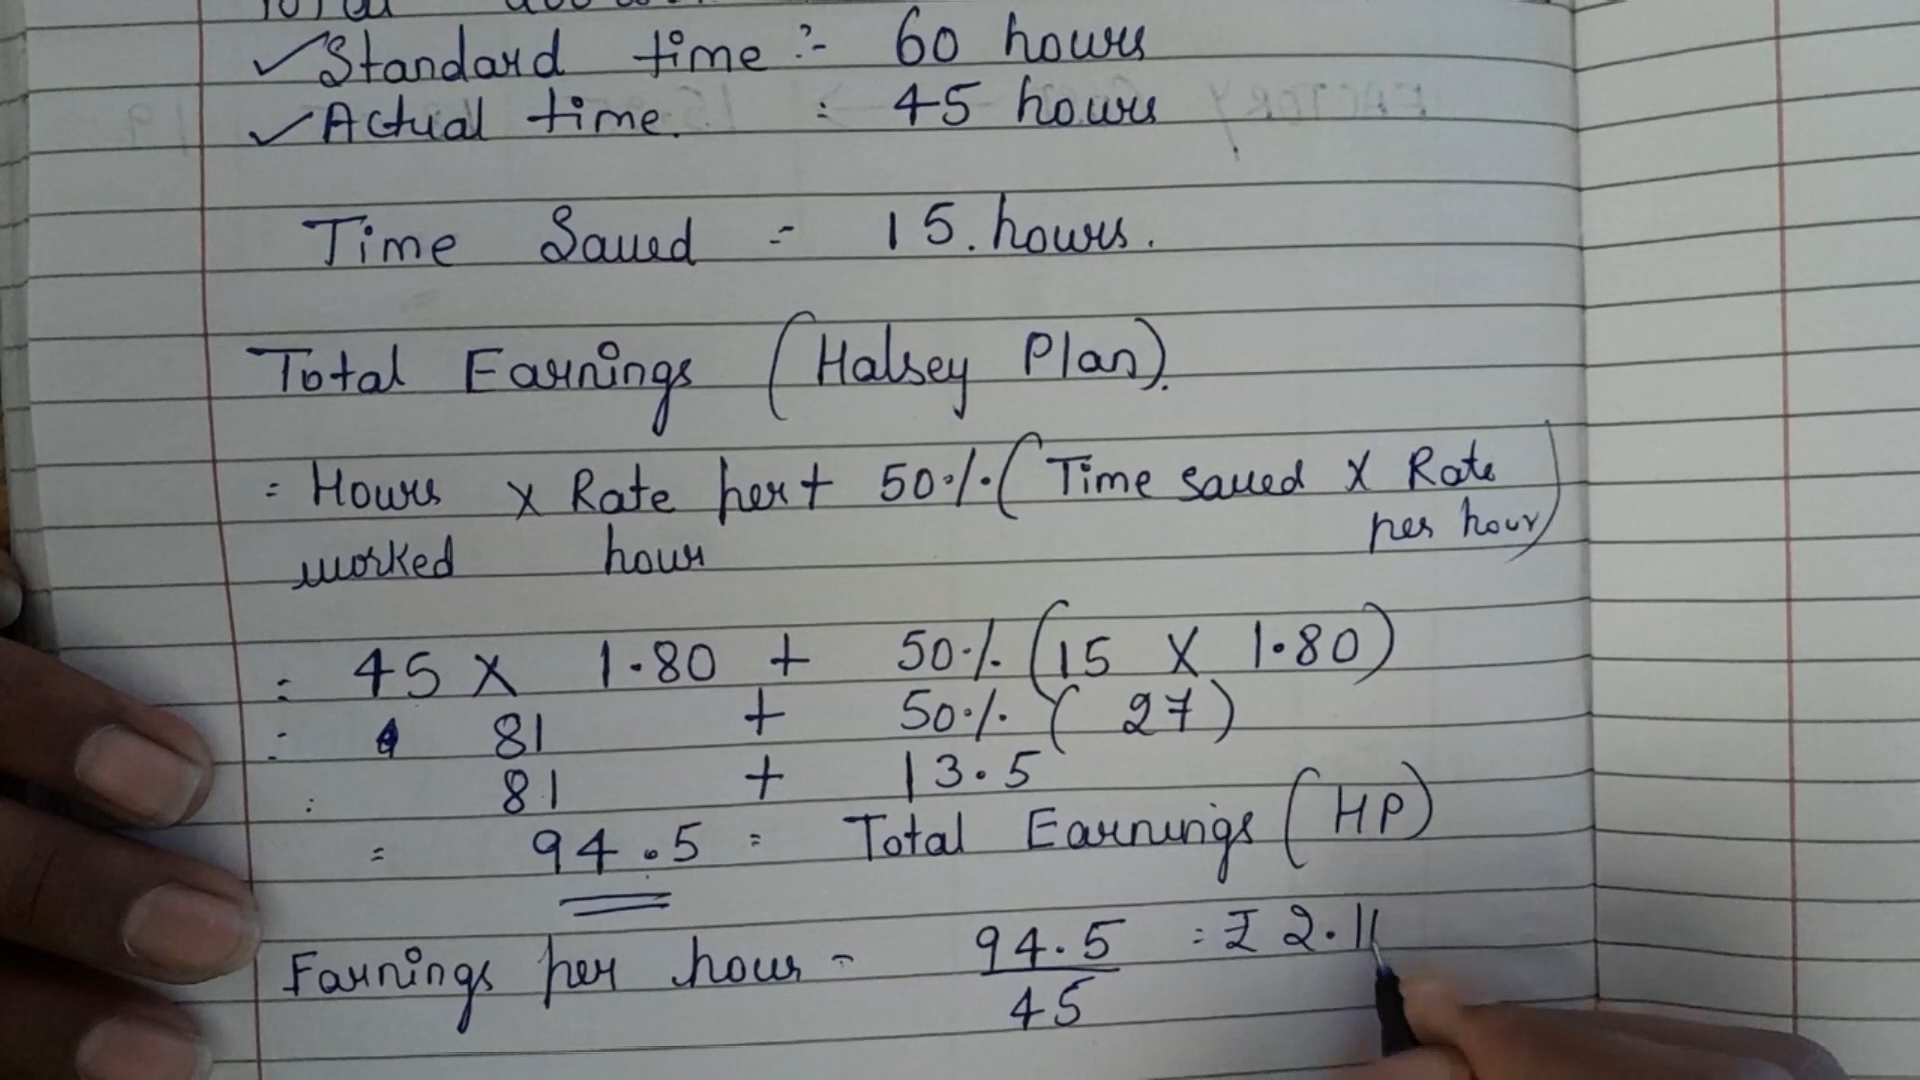 Total
✓Standard time :- 60 hours
✓Actual time. : 45 hours
Time Saved = 15. hours.
Total Earnings (Halsey Plan).
= Hours worked X Rate per hour + 50% (Time saved X Rate per hour)
= 45 X 1.80 + 50% (15 X 1.80)
= 81 + 50% (27)
: 81 + 13.5
= 94.5 = Total Earnings (HP)
Earnings per hour = 94.5 / 45 = ₹ 2.11